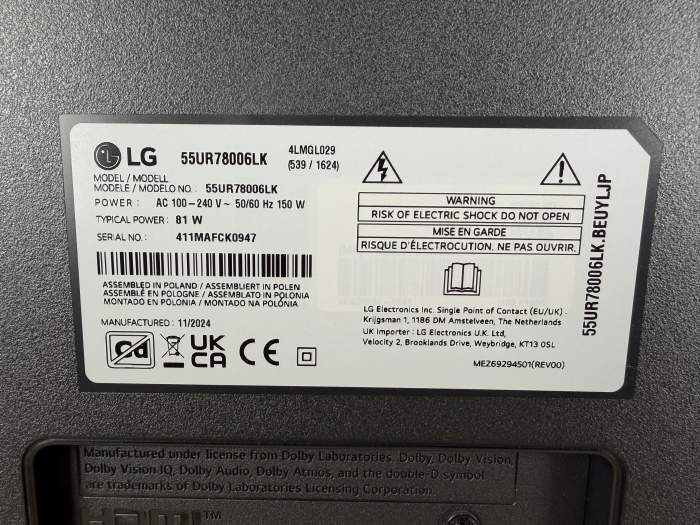 LG 55UR78006LK 4LMGL029
(539 / 1624)
MODEL / MODELL
MODELE / MODELO NO. : 55UR78006LK
POWER : AC 100-240 V ~ 50/60 Hz 150 W
TYPICAL POWER : 81 W
SERIAL NO. : 411MAFCK0947
ASSEMBLED IN POLAND / ASSEMBLIERT IN POLEN
ASSEMBLÉ EN POLOGNE / ASSEMBLATO IN POLONIA
MONTADO EN POLONIA / MONTADO NA POLÓNIA
MANUFACTURED : 11/2024
Cd UK CA CE
WARNING
RISK OF ELECTRIC SHOCK DO NOT OPEN
MISE EN GARDE
RISQUE D'ÉLECTROCUTION. NE PAS OUVRIR.
LG Electronics Inc. Single Point of Contact (EU/UK) -
Krijgsman 1, 1186 DM Amstelveen, The Netherlands
UK Importer : LG Electronics U.K. Ltd,
Velocity 2, Brooklands Drive, Weybridge, KT13 0SL
MEZ69294501(REV00)
55UR78006LK.BEUYLJP
Manufactured under license from Dolby Laboratories. Dolby, Dolby Vision,
Dolby Vision IQ, Dolby Audio, Dolby Atmos, and the double-D symbol
are trademarks of Dolby Laboratories Licensing Corporation.
HDMI™